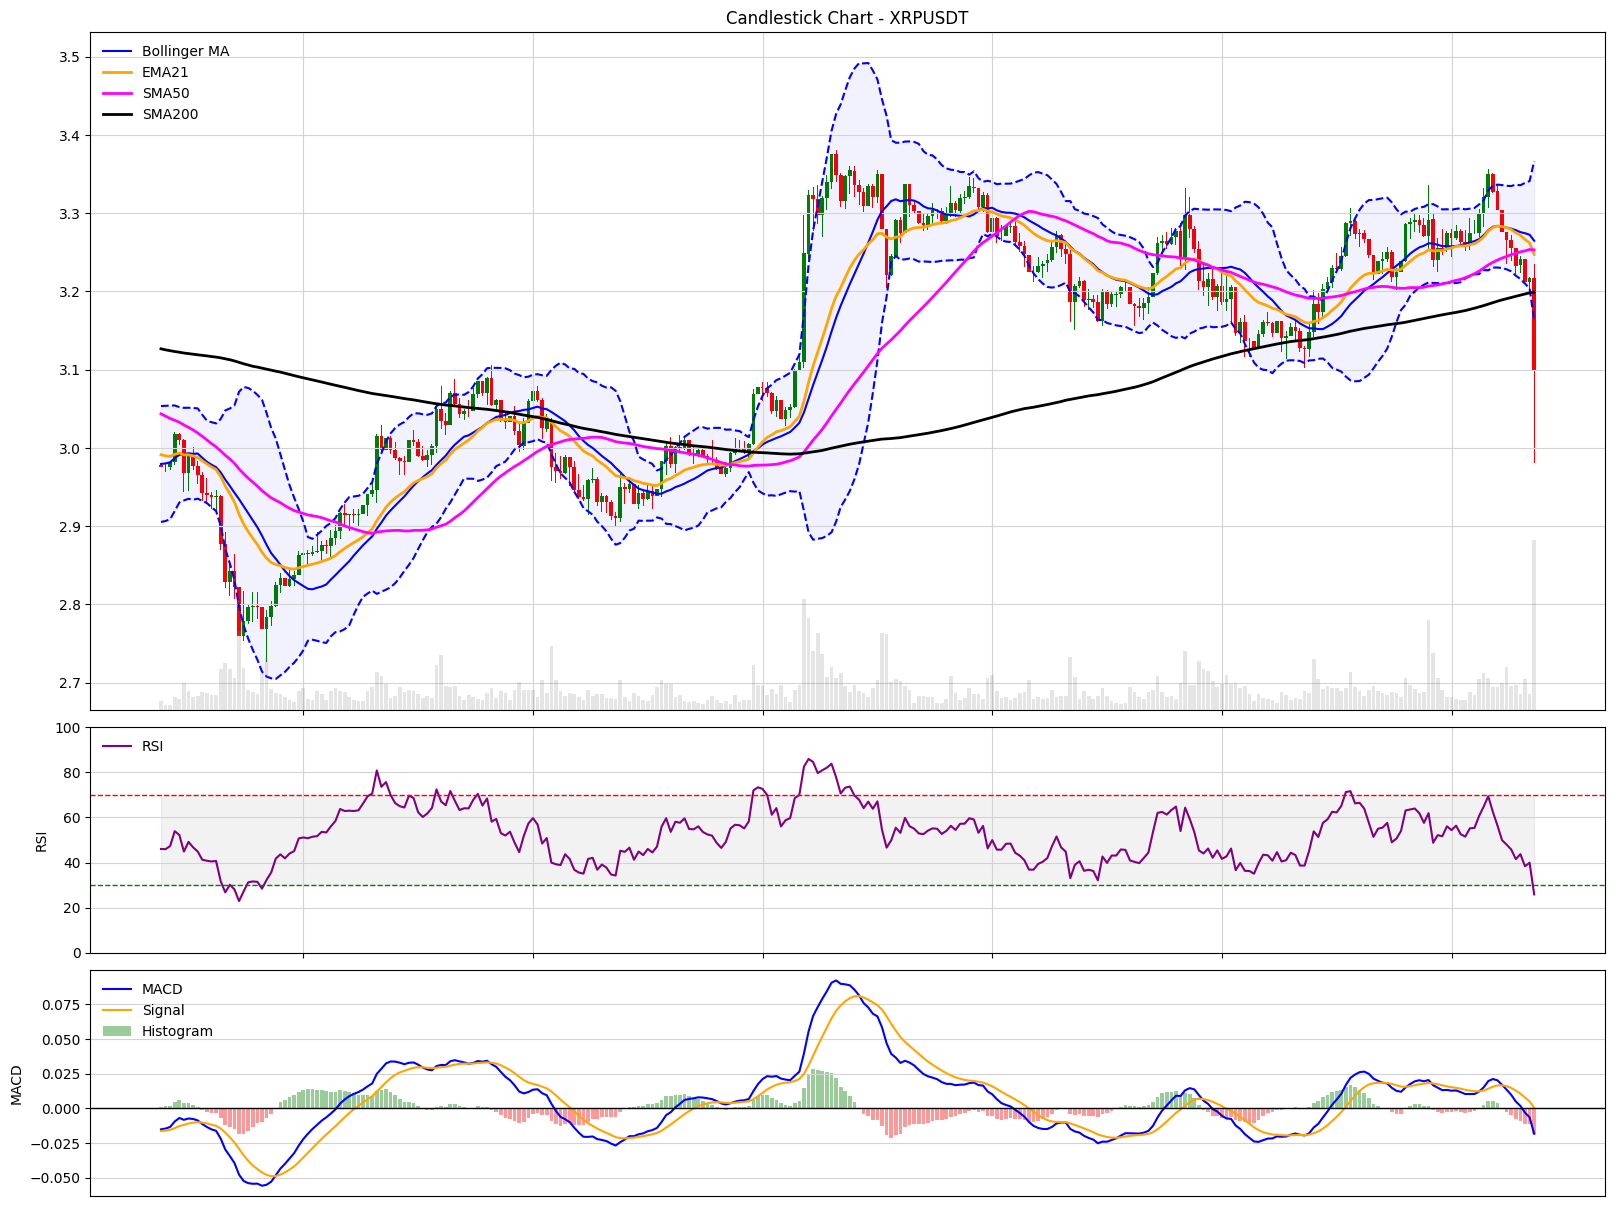 Candlestick Chart - XRPUSDT
Bollinger MA
EMA21
SMA50
SMA200
3.5
3.4
3.3
3.2
3.1
3.0
2.9
2.8
2.7
RSI
100
80
60
40
20
0
RSI
MACD
Signal
Histogram
0.075
0.050
0.025
0.000
−0.025
−0.050
MACD